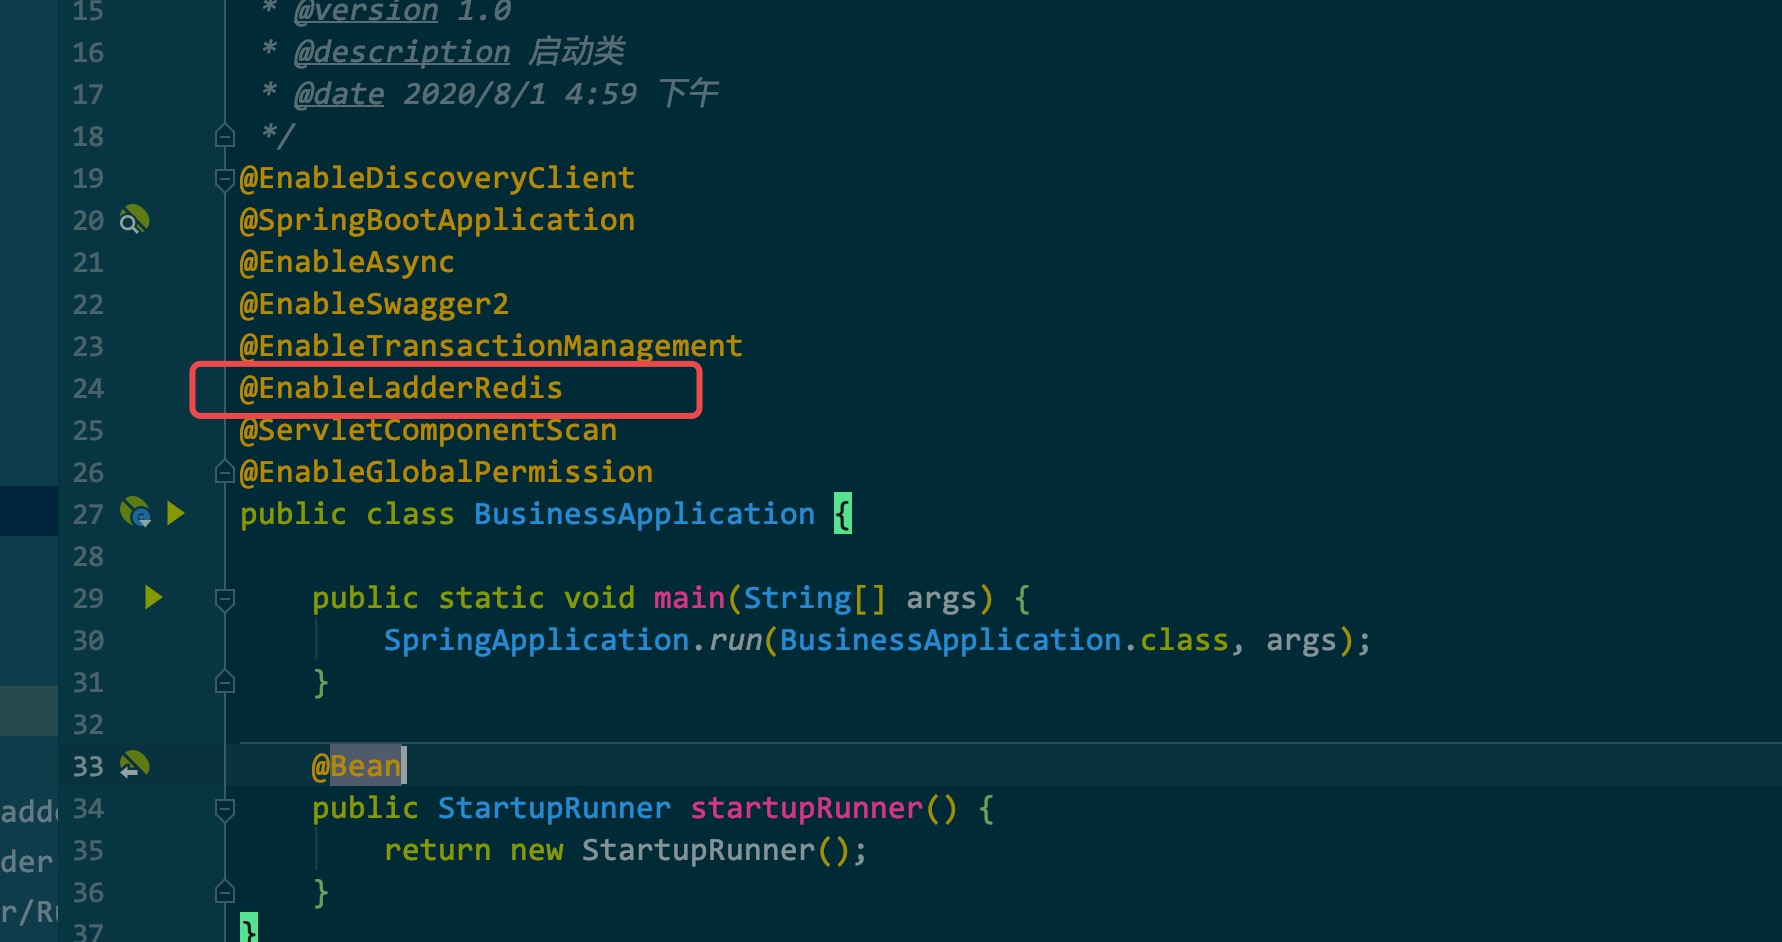 15 * @version 1.0
16 * @description 启动类
17 * @date 2020/8/1 4:59 下午
18 */
19 @EnableDiscoveryClient
20 @SpringBootApplication
21 @EnableAsync
22 @EnableSwagger2
23 @EnableTransactionManagement
24 @EnableLadderRedis
25 @ServletComponentScan
26 @EnableGlobalPermission
27 public class BusinessApplication {
28
29 public static void main(String[] args) {
30 SpringApplication.run(BusinessApplication.class, args);
31 }
32
33 @Bean
34 public StartupRunner startupRunner() {
35 return new StartupRunner();
36 }
37 }
adde
der
r/Ru